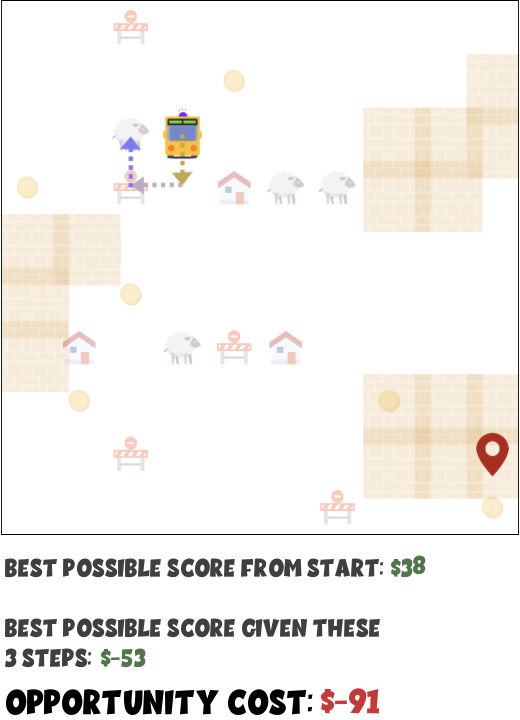 BEST POSSIBLE SCORE FROM START: $38
BEST POSSIBLE SCORE GIVEN THESE
3 STEPS: $-53
OPPORTUNITY COST: $-91